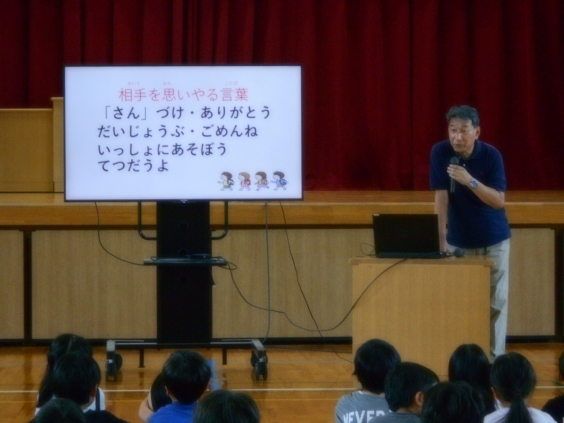 相手を思いやる言葉
「さん」づけ・ありがとう
だいじょうぶ・ごめんね
いっしょにあそぼう
てつだうよ
NEVER